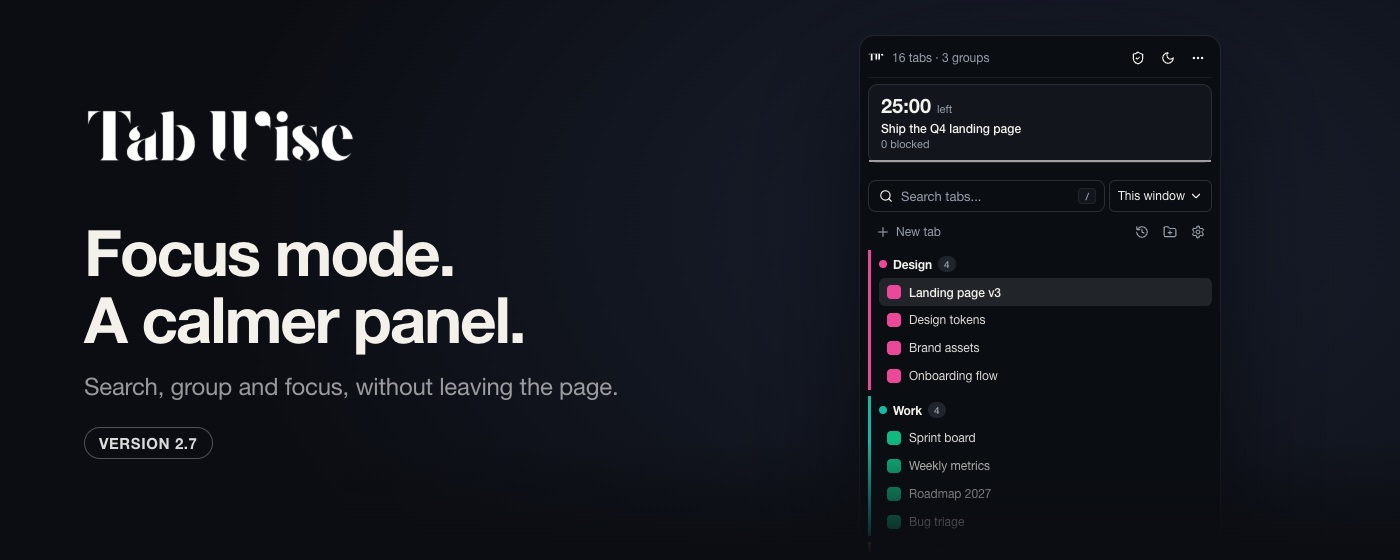 Tab Wise
Focus mode.
A calmer panel.
Search, group and focus, without leaving the page.
VERSION 2.7
TW 16 tabs · 3 groups
25:00 left
Ship the Q4 landing page
0 blocked
Search tabs... /
This window
New tab
Design 4
Landing page v3
Design tokens
Brand assets
Onboarding flow
Work 4
Sprint board
Weekly metrics
Roadmap 2027
Bug triage